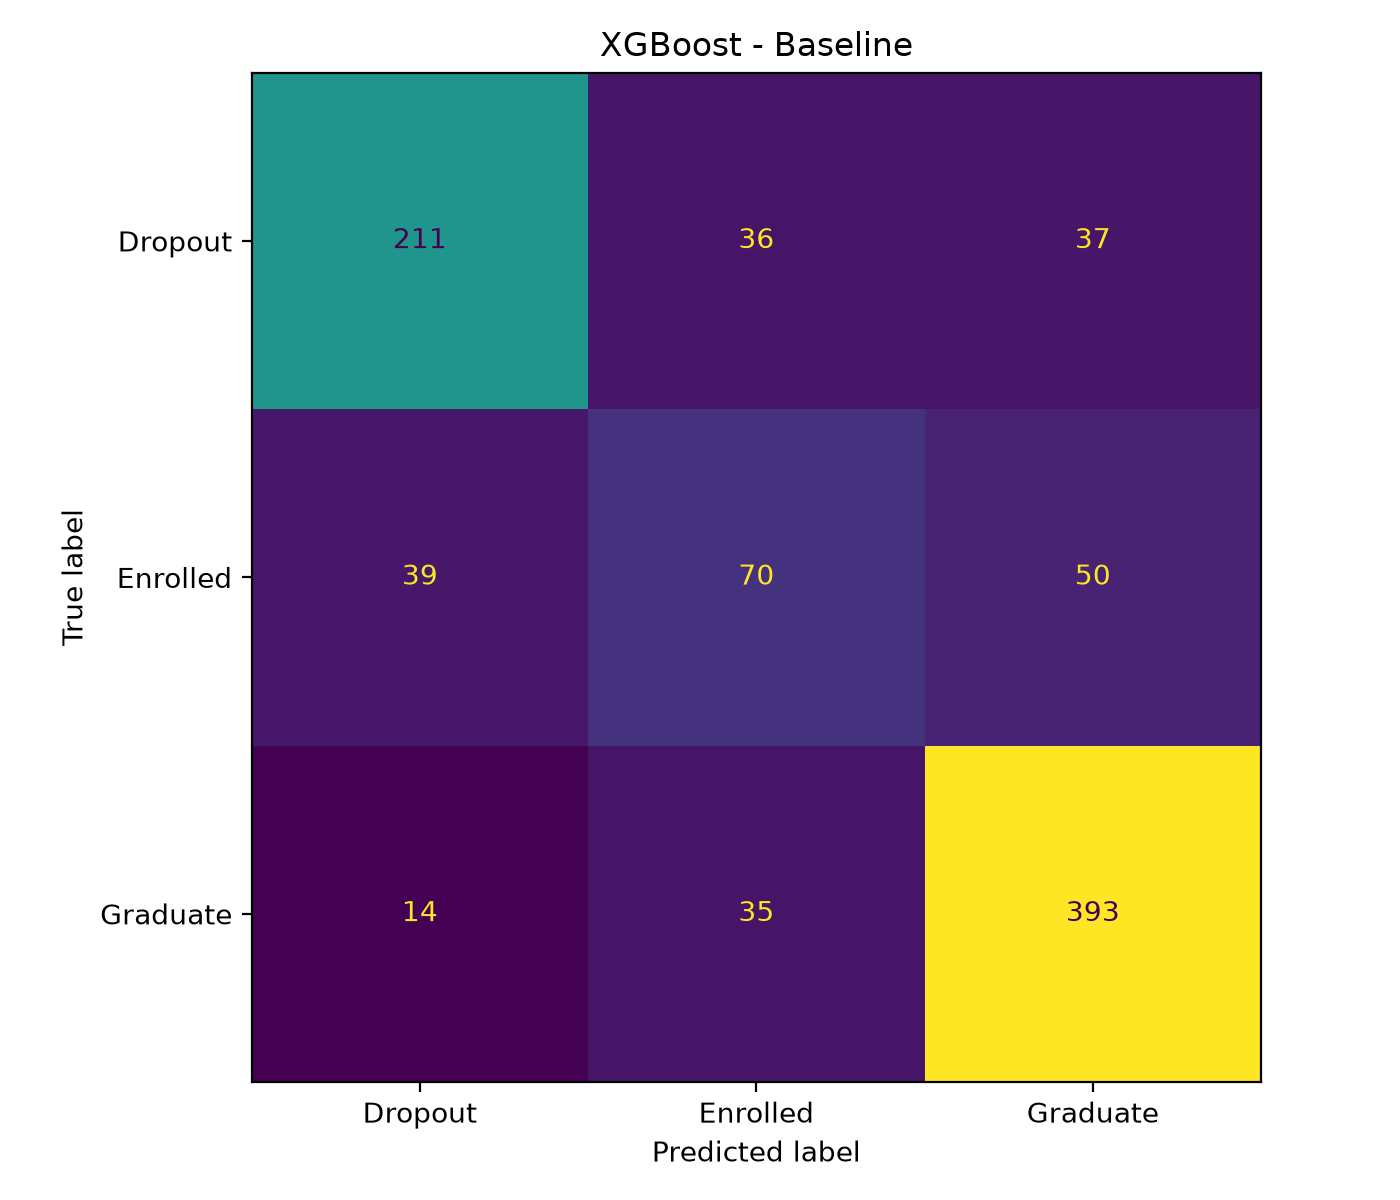 XGBoost - Baseline
Dropout 211 36 37
Enrolled 39 70 50
Graduate 14 35 393
True label
Dropout Enrolled Graduate
Predicted label